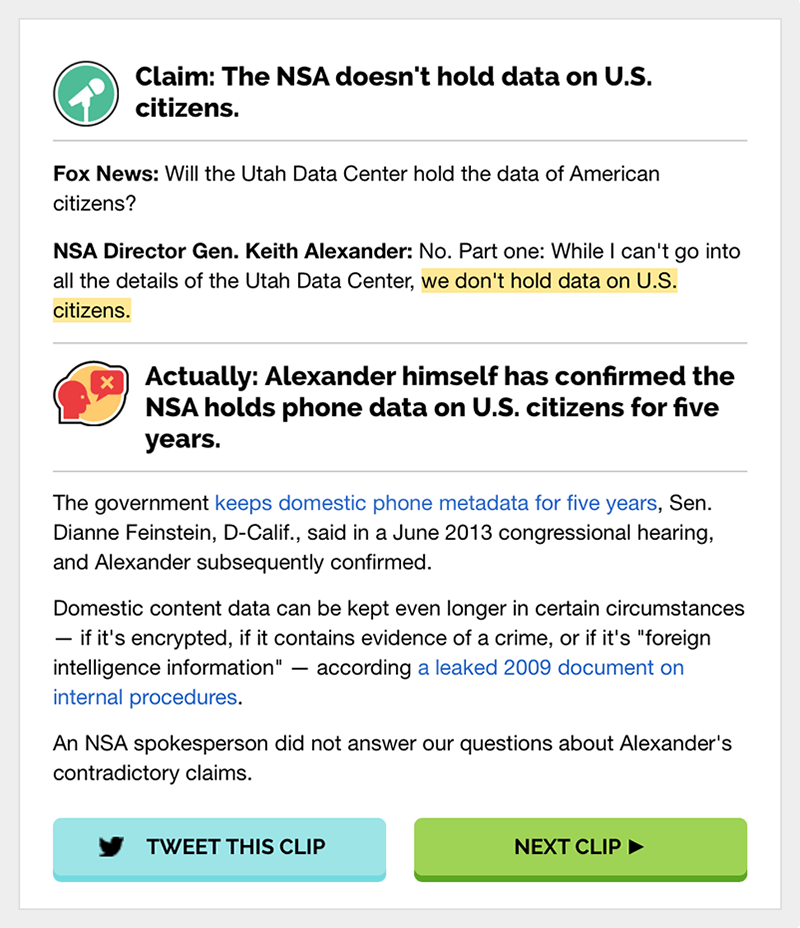 Claim: The NSA doesn't hold data on U.S.
citizens.
Fox News: Will the Utah Data Center hold the data of American
citizens?
NSA Director Gen. Keith Alexander: No. Part one: While I can't go into
all the details of the Utah Data Center, we don't hold data on U.S.
citizens.
Actually: Alexander himself has confirmed the
NSA holds phone data on U.S. citizens for five
years.
The government keeps domestic phone metadata for five years, Sen.
Dianne Feinstein, D-Calif., said in a June 2013 congressional hearing,
and Alexander subsequently confirmed.
Domestic content data can be kept even longer in certain circumstances
— if it's encrypted, if it contains evidence of a crime, or if it's "foreign
intelligence information" — according a leaked 2009 document on
internal procedures.
An NSA spokesperson did not answer our questions about Alexander's
contradictory claims.
TWEET THIS CLIP
NEXT CLIP ▶